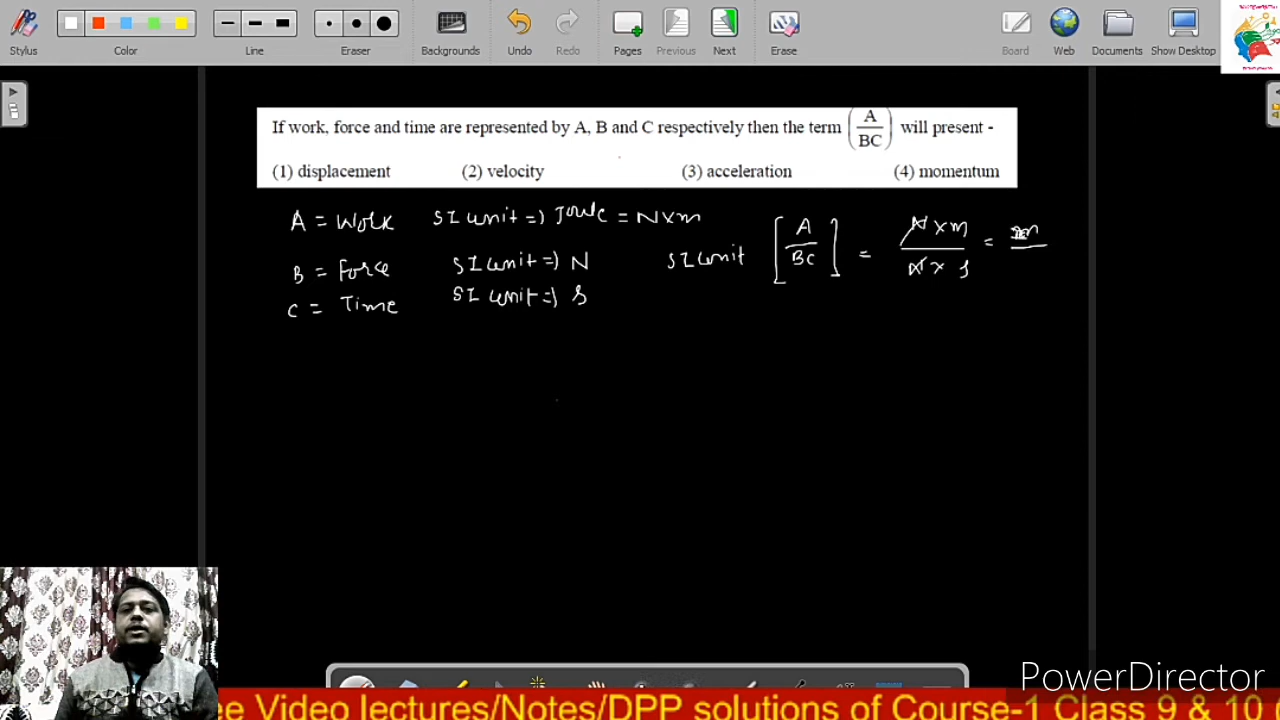 Stylus Color Line Eraser Backgrounds Undo Redo Pages Previous Next Erase Board Web Documents Show Desktop
If work, force and time are represented by A, B and C respectively then the term (A/BC) will present -
(1) displacement (2) velocity (3) acceleration (4) momentum
A = Work SI unit => Joule = N×m
B = Force SI unit => N
C = Time SI unit => s
SI unit [A/BC] = N×m/N×s = m
PowerDirector
ee Video lectures/Notes/DPP solutions of Course-1 Class 9 & 10